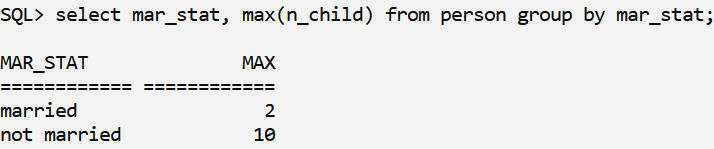 SQL> select mar_stat, max(n_child) from person group by mar_stat;
MAR_STAT MAX
============ ============
married 2
not married 10